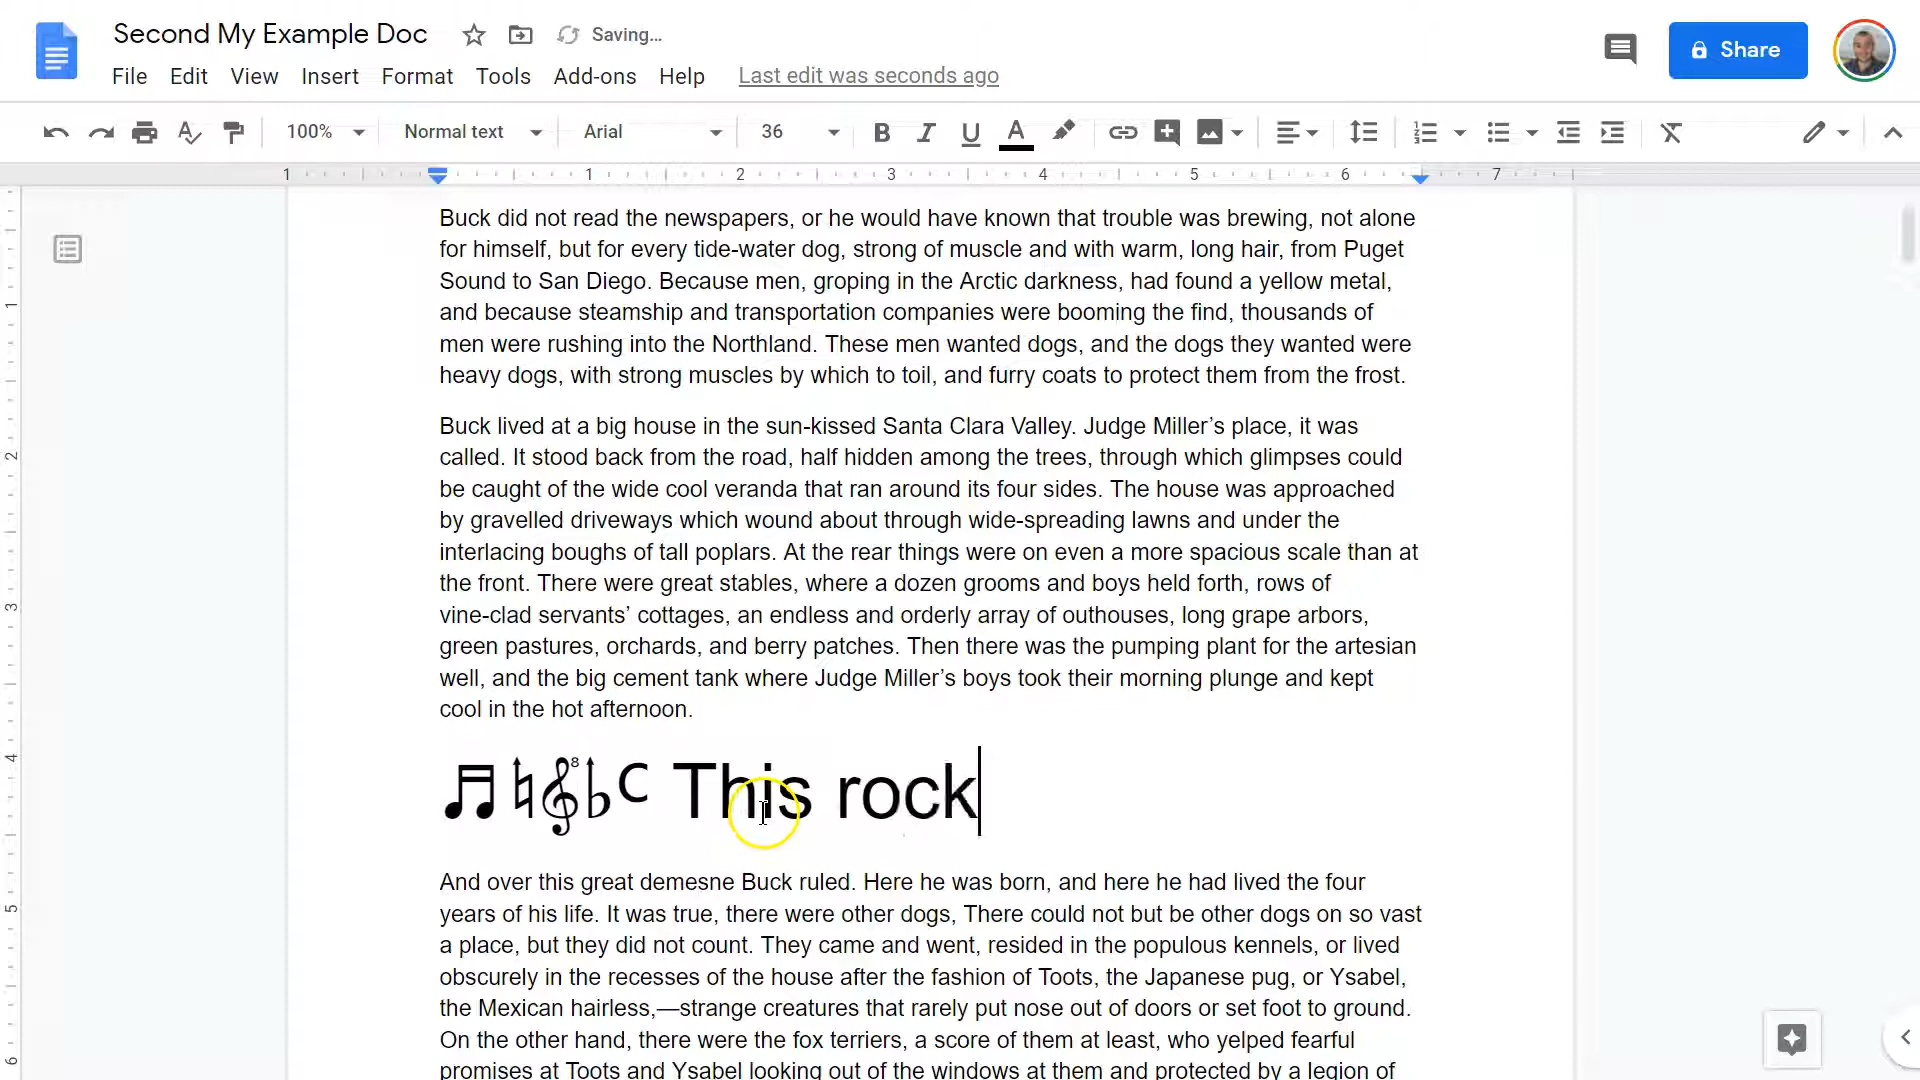 Second My Example Doc
Saving…
File Edit View Insert Format Tools Add-ons Help Last edit was seconds ago
Share
100% Normal text Arial 36
1 1 2 3 4 5 6 7
Buck did not read the newspapers, or he would have known that trouble was brewing, not alone
for himself, but for every tide-water dog, strong of muscle and with warm, long hair, from Puget
Sound to San Diego. Because men, groping in the Arctic darkness, had found a yellow metal,
and because steamship and transportation companies were booming the find, thousands of
men were rushing into the Northland. These men wanted dogs, and the dogs they wanted were
heavy dogs, with strong muscles by which to toil, and furry coats to protect them from the frost.
Buck lived at a big house in the sun-kissed Santa Clara Valley. Judge Miller’s place, it was
called. It stood back from the road, half hidden among the trees, through which glimpses could
be caught of the wide cool veranda that ran around its four sides. The house was approached
by gravelled driveways which wound about through wide-spreading lawns and under the
interlacing boughs of tall poplars. At the rear things were on even a more spacious scale than at
the front. There were great stables, where a dozen grooms and boys held forth, rows of
vine-clad servants’ cottages, an endless and orderly array of outhouses, long grape arbors,
green pastures, orchards, and berry patches. Then there was the pumping plant for the artesian
well, and the big cement tank where Judge Miller’s boys took their morning plunge and kept
cool in the hot afternoon.
This rock
And over this great demesne Buck ruled. Here he was born, and here he had lived the four
years of his life. It was true, there were other dogs, There could not but be other dogs on so vast
a place, but they did not count. They came and went, resided in the populous kennels, or lived
obscurely in the recesses of the house after the fashion of Toots, the Japanese pug, or Ysabel,
the Mexican hairless,—strange creatures that rarely put nose out of doors or set foot to ground.
On the other hand, there were the fox terriers, a score of them at least, who yelped fearful
promises at Toots and Ysabel looking out of the windows at them and protected by a legion of
1
2
3
4
5
6